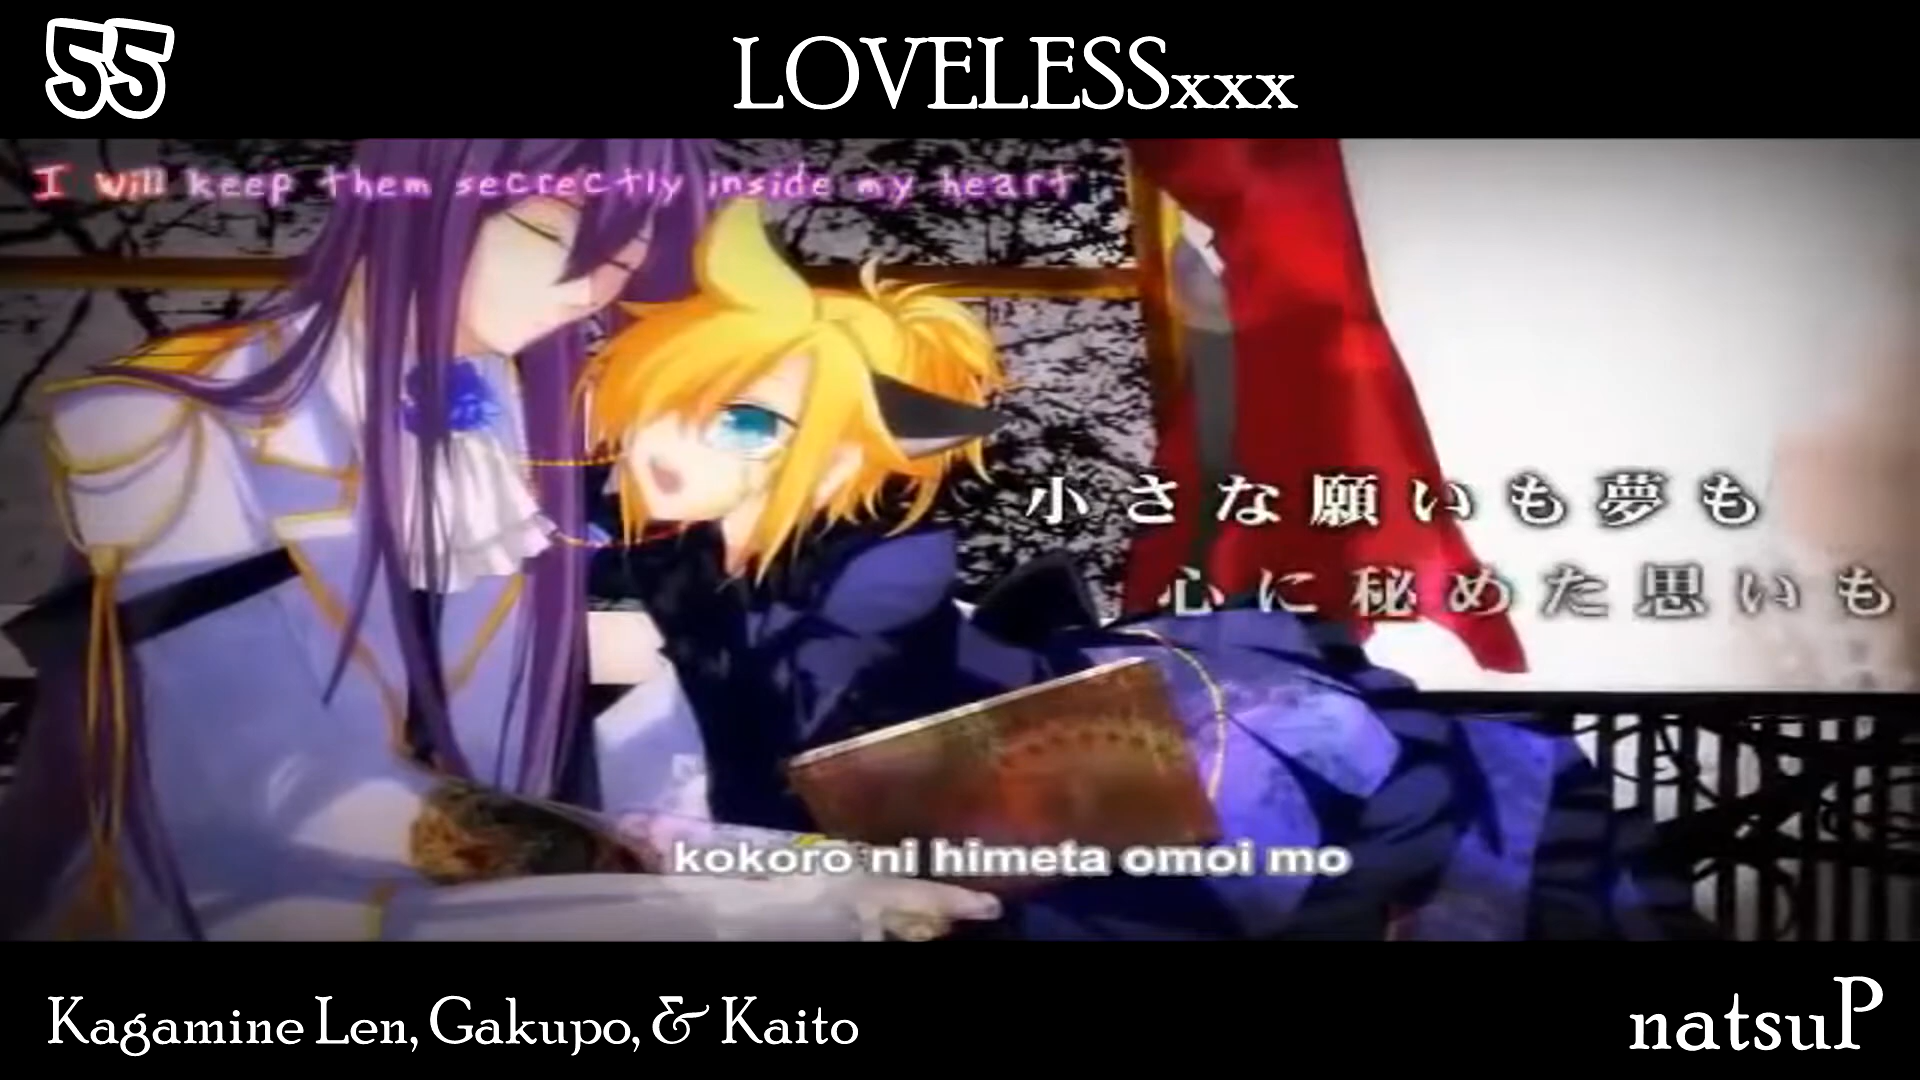 55
LOVELESSxxx
I will keep them secrectly inside my heart
小さな願いも夢も
心に秘めた思いも
kokoro ni himeta omoi mo
Kagamine Len, Gakupo, & Kaito
natsuP